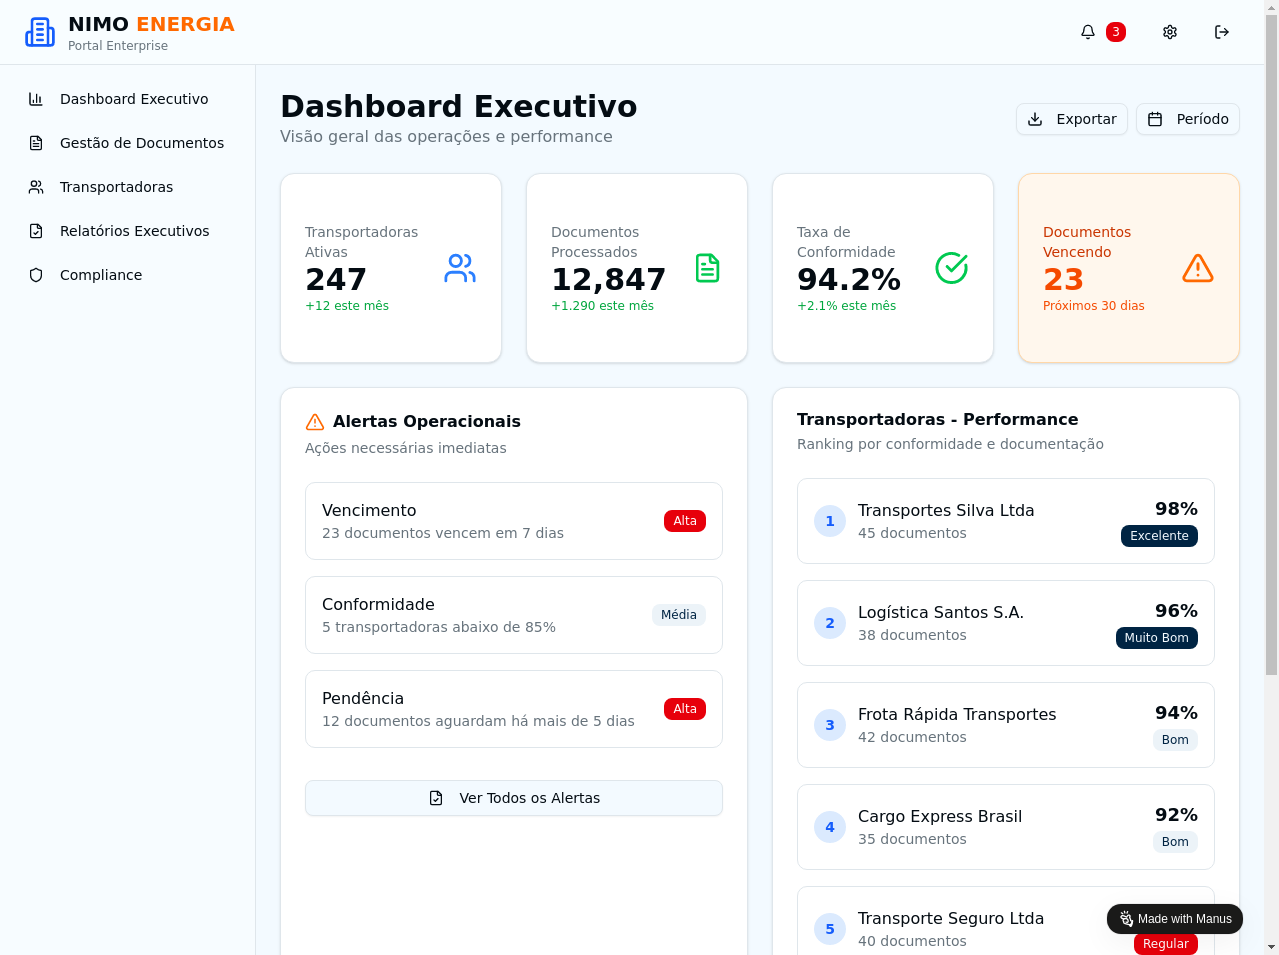 NIMO ENERGIA
Portal Enterprise
3
Dashboard Executivo
Gestão de Documentos
Transportadoras
Relatórios Executivos
Compliance
Dashboard Executivo
Visão geral das operações e performance
Exportar
Período
Transportadoras
Ativas
247
+12 este mês
Documentos
Processados
12,847
+1.290 este mês
Taxa de
Conformidade
94.2%
+2.1% este mês
Documentos
Vencendo
23
Próximos 30 dias
Alertas Operacionais
Ações necessárias imediatas
Vencimento
23 documentos vencem em 7 dias
Alta
Conformidade
5 transportadoras abaixo de 85%
Média
Pendência
12 documentos aguardam há mais de 5 dias
Alta
Ver Todos os Alertas
Transportadoras - Performance
Ranking por conformidade e documentação
1
Transportes Silva Ltda
45 documentos
98%
Excelente
2
Logística Santos S.A.
38 documentos
96%
Muito Bom
3
Frota Rápida Transportes
42 documentos
94%
Bom
4
Cargo Express Brasil
35 documentos
92%
Bom
5
Transporte Seguro Ltda
40 documentos
Regular
Made with Manus